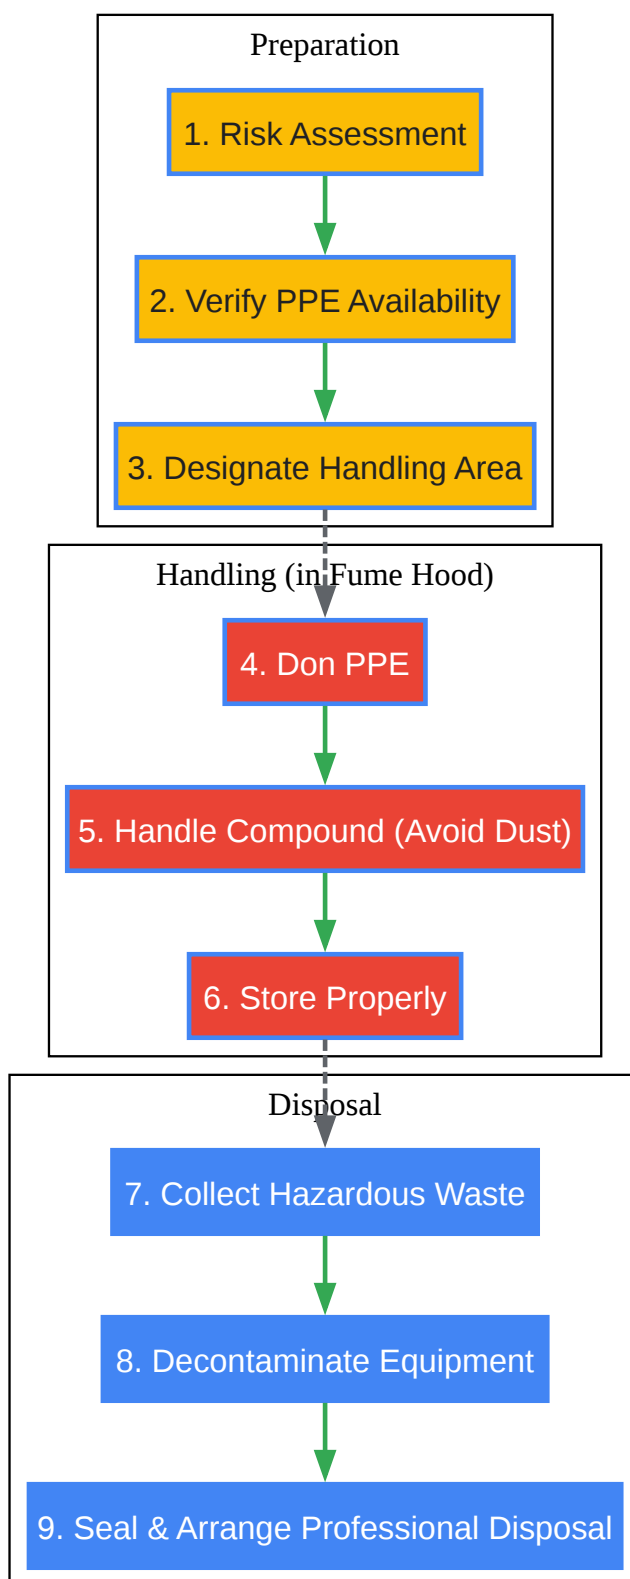 Preparation
1. Risk Assessment
2. Verify PPE Availability
3. Designate Handling Area
Handling (in Fume Hood)
4. Don PPE
5. Handle Compound (Avoid Dust)
6. Store Properly
Disposal
7. Collect Hazardous Waste
8. Decontaminate Equipment
9. Seal & Arrange Professional Disposal